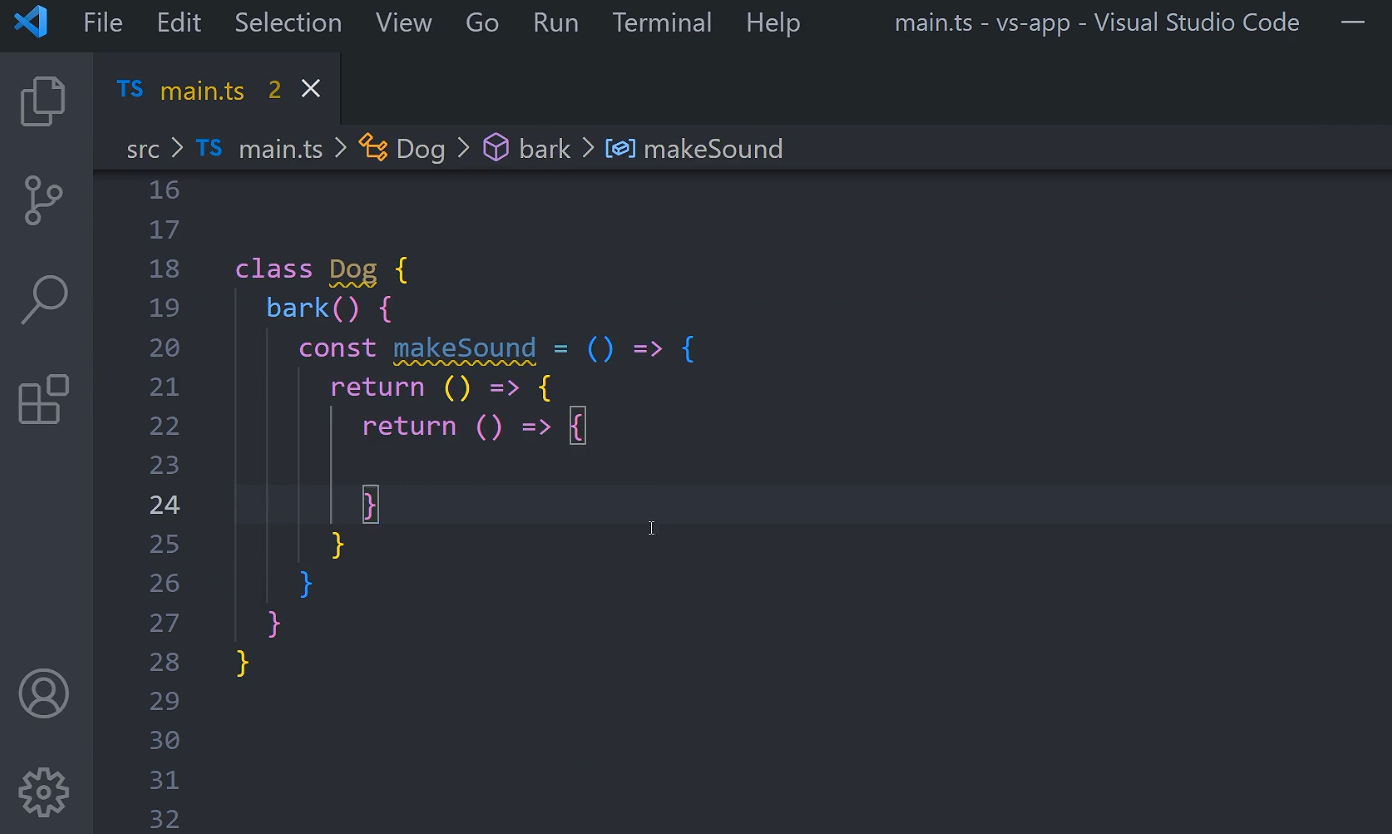 File Edit Selection View Go Run Terminal Help main.ts - vs-app - Visual Studio Code
TS main.ts 2
src > TS main.ts > Dog > bark > makeSound
16
17
18 class Dog {
19 bark() {
20 const makeSound = () => {
21 return () => {
22 return () => {
23
24 }
25 }
26 }
27 }
28 }
29
30
31
32